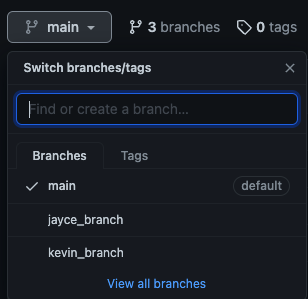 main 3 branches 0 tags
Switch branches/tags
Find or create a branch...
Branches Tags
main default
jayce_branch
kevin_branch
View all branches